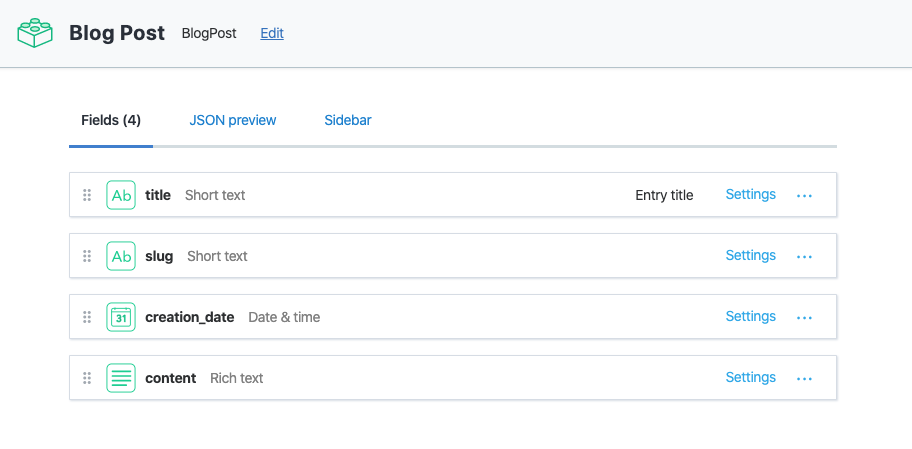 Blog Post BlogPost Edit
Fields (4) JSON preview Sidebar
Ab title Short text Entry title Settings ...
Ab slug Short text Settings ...
31 creation_date Date & time Settings ...
content Rich text Settings ...